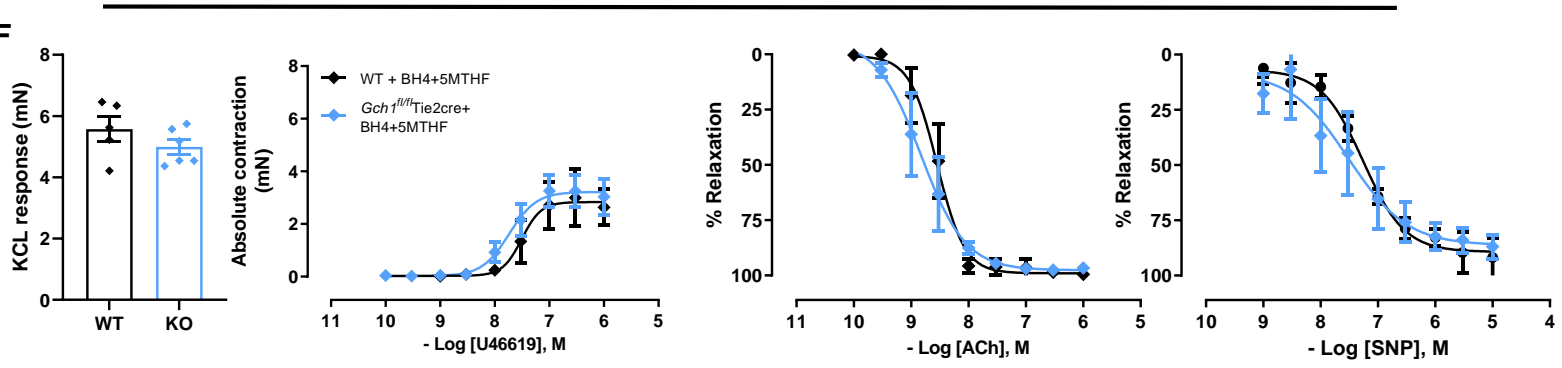 F
KCL response (mN)
8
6
4
2
0
WT
KO
Absolute contraction
(mN)
8
6
4
2
0
WT + BH4+5MTHF
Gch1fl/flTie2cre+
BH4+5MTHF
11
10
9
8
7
6
5
- Log [U46619], M
% Relaxation
0
25
50
75
100
11
10
9
8
7
6
5
- Log [ACh], M
% Relaxation
0
25
50
75
100
10
9
8
7
6
5
4
- Log [SNP], M